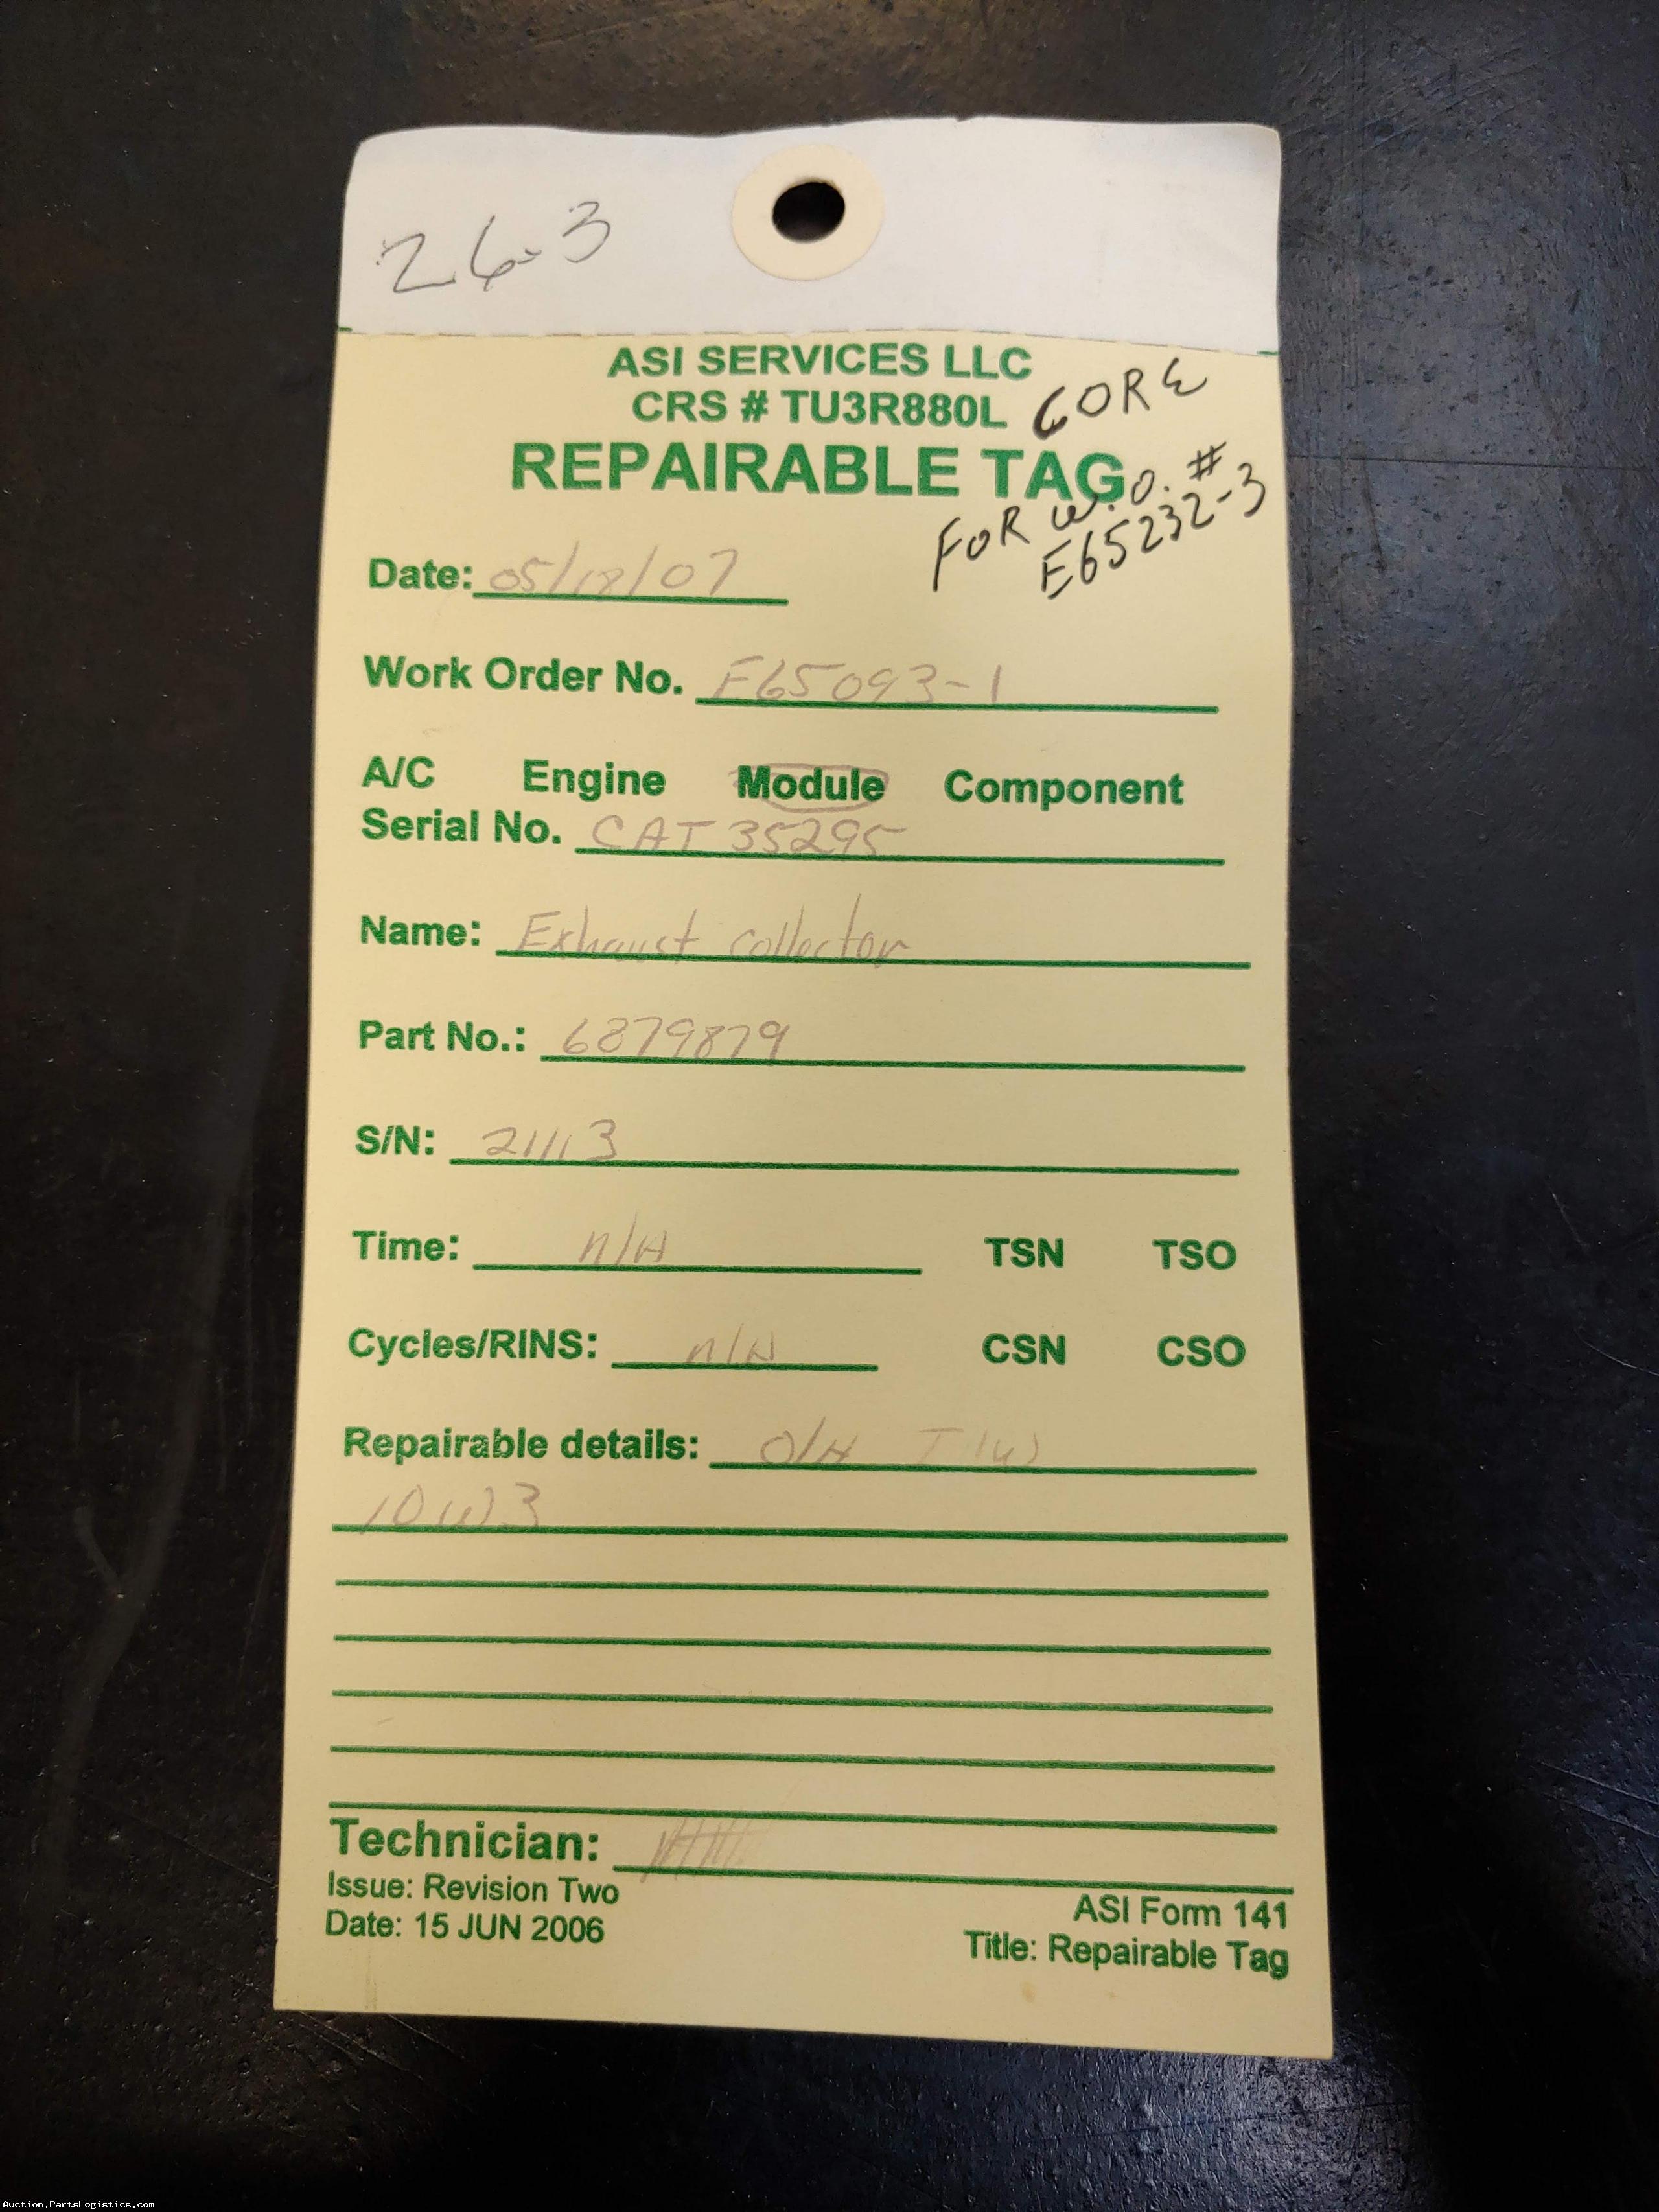 26-3
ASI SERVICES LLC
CRS # TU3R880L CORE
REPAIRABLE TAG
FOR W.O. #
E65232-3
Date: 05/18/07
Work Order No. E65093-1
A/C Engine Module Component
Serial No. CAT 35295
Name: Exhaust collector
Part No.: 6879879
S/N: 21113
Time: n/A TSN TSO
Cycles/RINS: n/A CSN CSO
Repairable details: O/H
Technician:
Issue: Revision Two
Date: 15 JUN 2006
ASI Form 141
Title: Repairable Tag
Auction.PartsLogistics.com